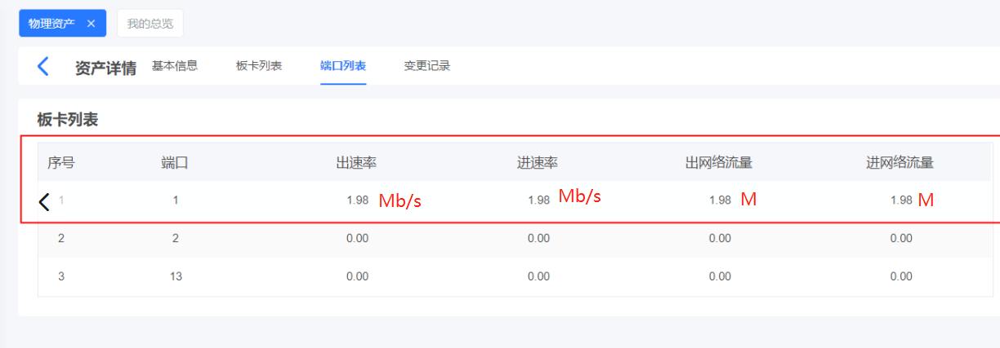 物理资产 × 我的总览
资产详情 基本信息 板卡列表 端口列表 变更记录
板卡列表
序号 端口 出速率 进速率 出网络流量 进网络流量
1 1 1.98 Mb/s 1.98 Mb/s 1.98 M 1.98 M
2 2 0.00 0.00 0.00 0.00
3 13 0.00 0.00 0.00 0.00